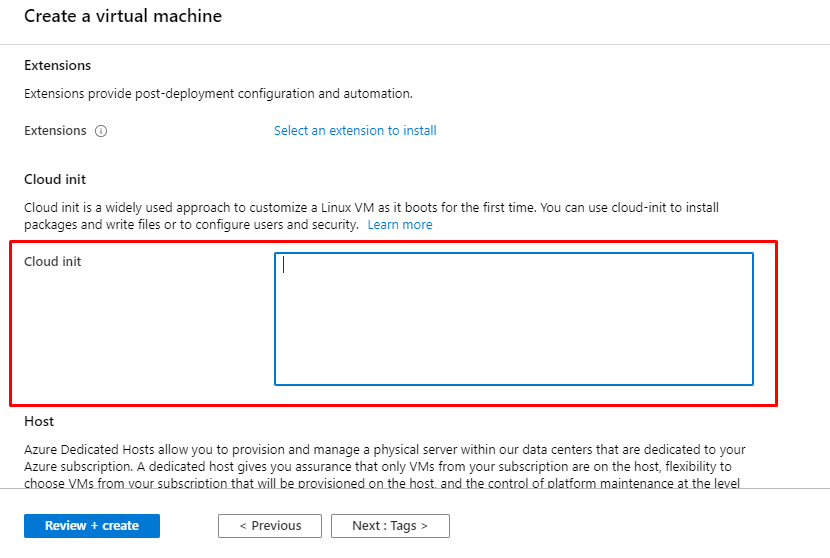 Create a virtual machine
Extensions
Extensions provide post-deployment configuration and automation.
Extensions
Select an extension to install
Cloud init
Cloud init is a widely used approach to customize a Linux VM as it boots for the first time. You can use cloud-init to install
packages and write files or to configure users and security. Learn more
Cloud init
Host
Azure Dedicated Hosts allow you to provision and manage a physical server within our data centers that are dedicated to your
Azure subscription. A dedicated host gives you assurance that only VMs from your subscription are on the host, flexibility to
choose VMs from your subscription that will be provisioned on the host, and the control of platform maintenance at the level
Review + create
< Previous
Next : Tags >